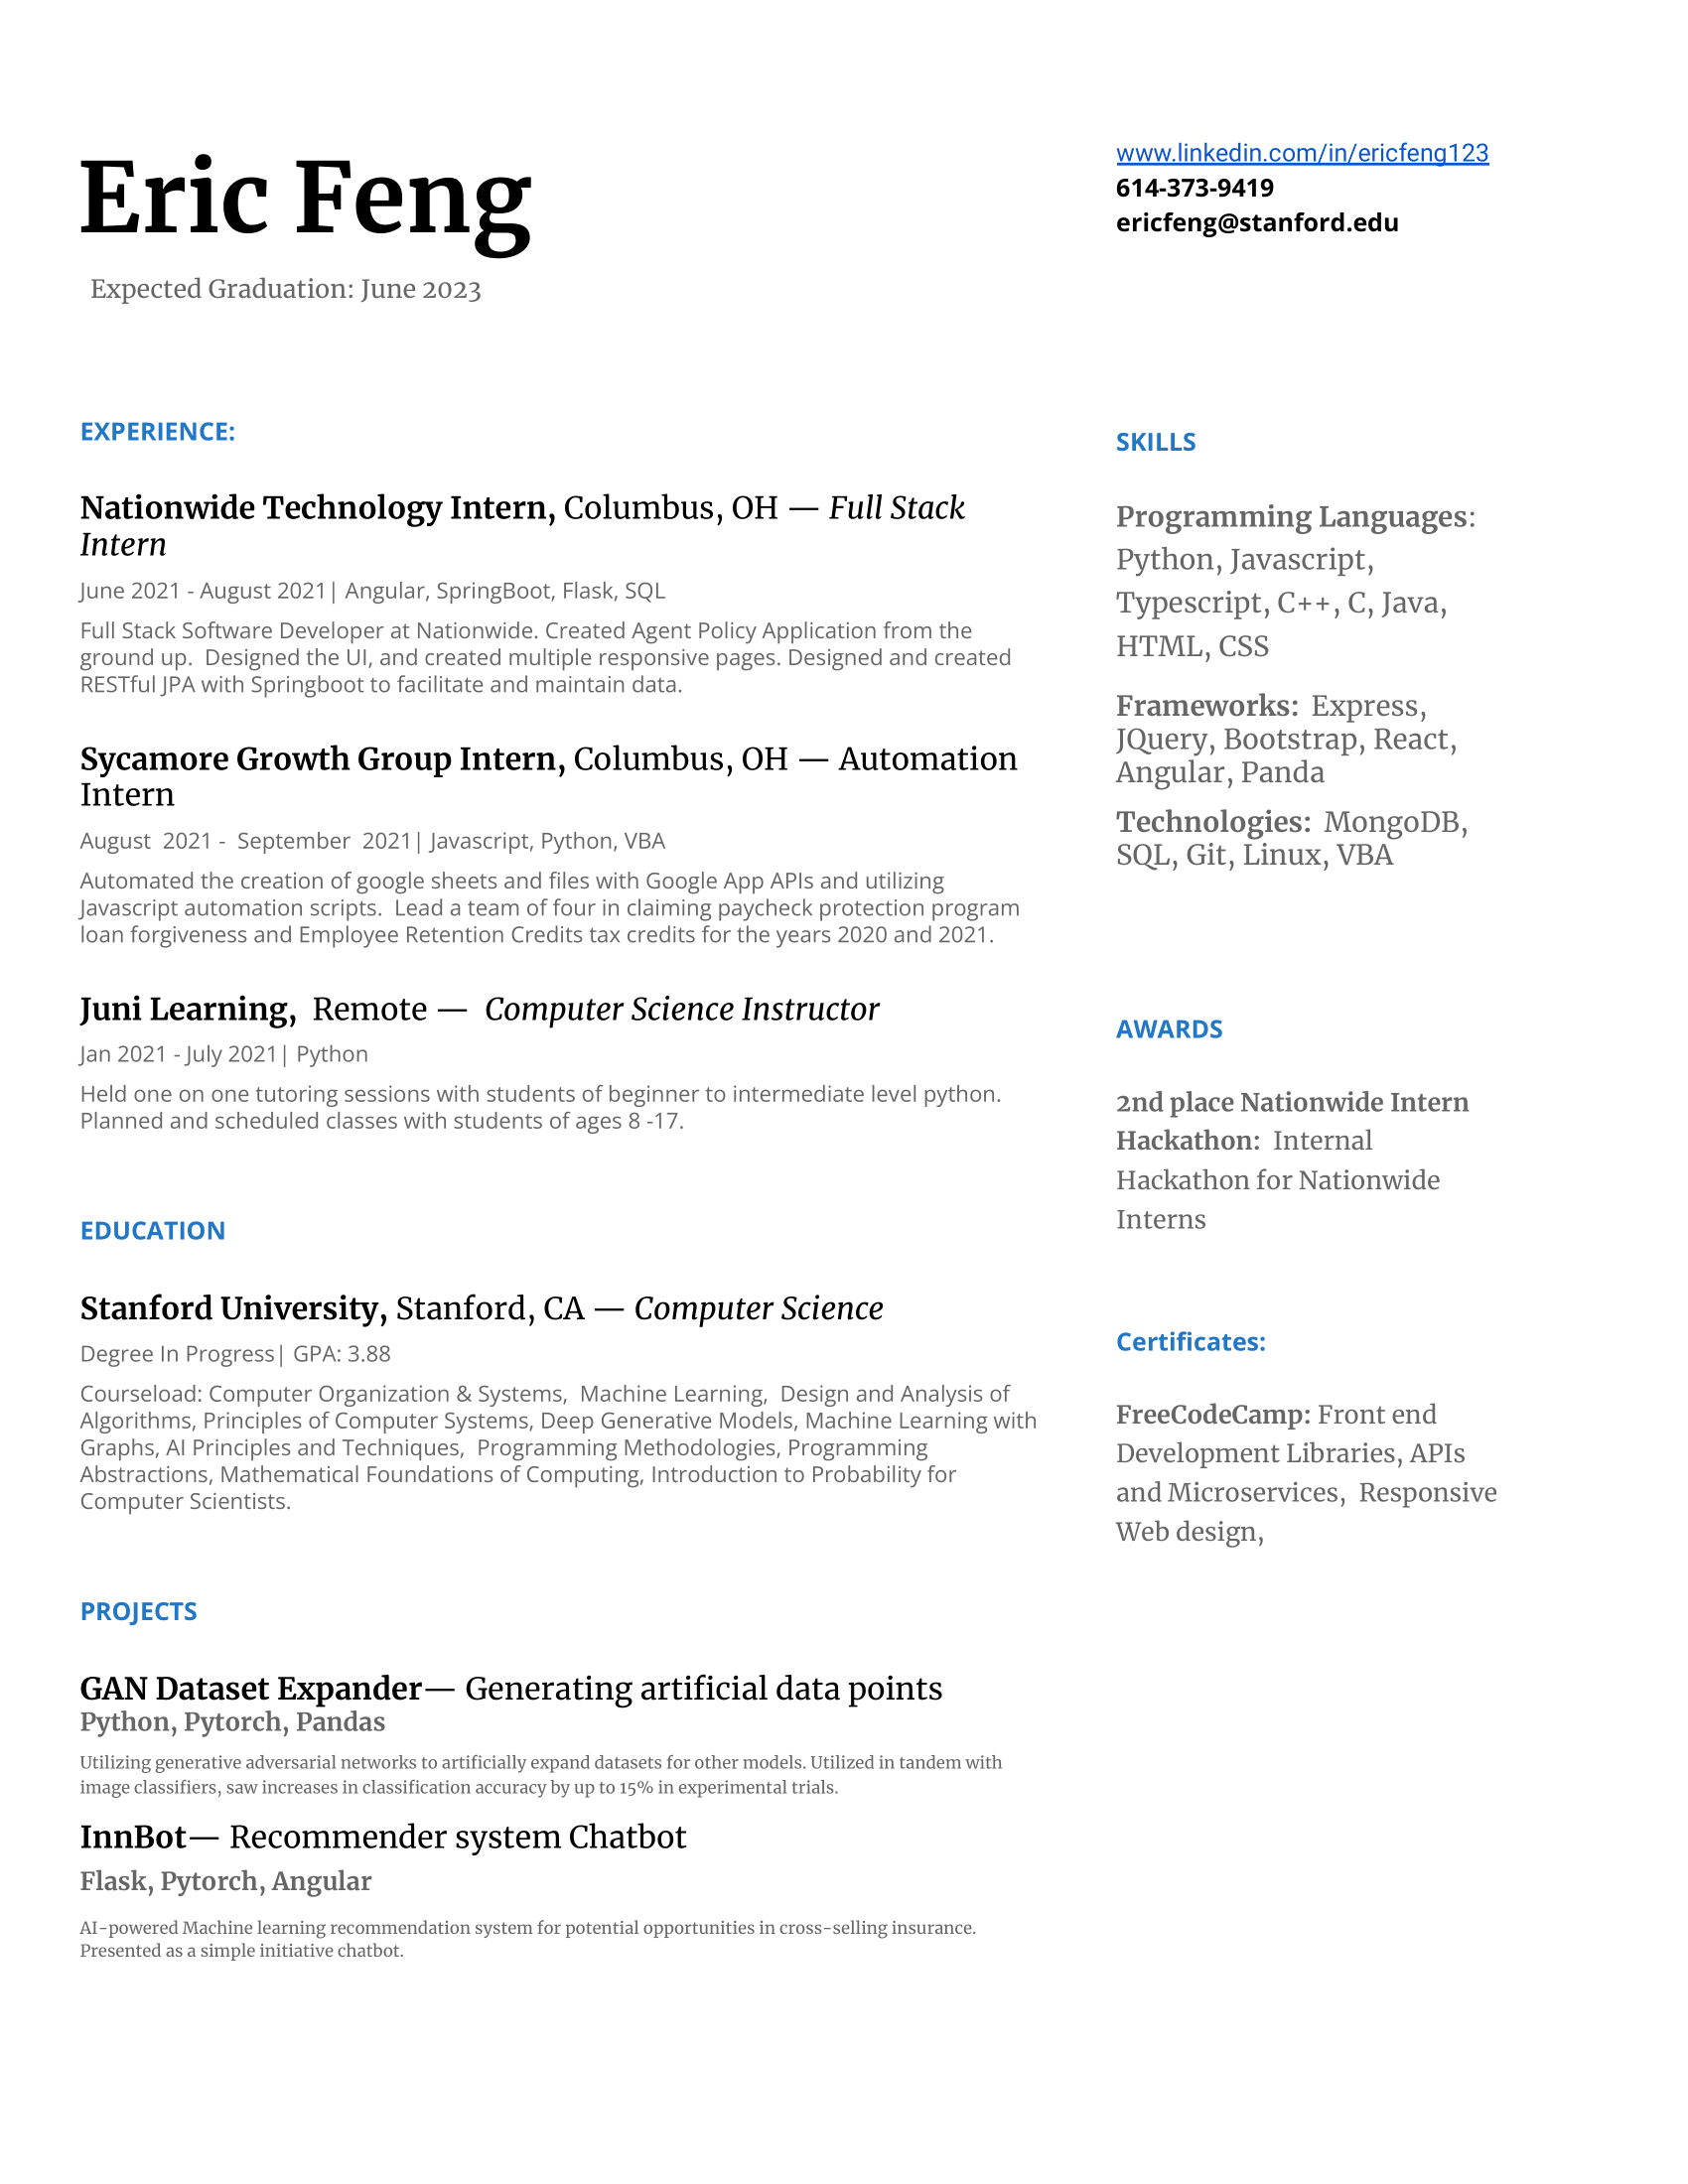 Eric Feng
Expected Graduation: June 2023
www.linkedin.com/in/ericfeng123
614-373-9419
ericfeng@stanford.edu
EXPERIENCE:
Nationwide Technology Intern, Columbus, OH — Full Stack
Intern
June 2021 - August 2021| Angular, SpringBoot, Flask, SQL
Full Stack Software Developer at Nationwide. Created Agent Policy Application from the
ground up.  Designed the UI, and created multiple responsive pages. Designed and created
RESTful JPA with Springboot to facilitate and maintain data.
Sycamore Growth Group Intern, Columbus, OH — Automation
Intern
August  2021 -  September  2021| Javascript, Python, VBA
Automated the creation of google sheets and files with Google App APIs and utilizing
Javascript automation scripts.  Lead a team of four in claiming paycheck protection program
loan forgiveness and Employee Retention Credits tax credits for the years 2020 and 2021.
Juni Learning,  Remote —  Computer Science Instructor
Jan 2021 - July 2021| Python
Held one on one tutoring sessions with students of beginner to intermediate level python.
Planned and scheduled classes with students of ages 8 -17.
EDUCATION
Stanford University, Stanford, CA — Computer Science
Degree In Progress| GPA: 3.88
Courseload: Computer Organization & Systems,  Machine Learning,  Design and Analysis of
Algorithms, Principles of Computer Systems, Deep Generative Models, Machine Learning with
Graphs, AI Principles and Techniques,  Programming Methodologies, Programming
Abstractions, Mathematical Foundations of Computing, Introduction to Probability for
Computer Scientists.
PROJECTS
GAN Dataset Expander— Generating artificial data points
Python, Pytorch, Pandas
Utilizing generative adversarial networks to artificially expand datasets for other models. Utilized in tandem with
image classifiers, saw increases in classification accuracy by up to 15% in experimental trials.
InnBot— Recommender system Chatbot
Flask, Pytorch, Angular
AI-powered Machine learning recommendation system for potential opportunities in cross-selling insurance.
Presented as a simple initiative chatbot.
SKILLS
Programming Languages:
Python, Javascript,
Typescript, C++, C, Java,
HTML, CSS
Frameworks:  Express,
JQuery, Bootstrap, React,
Angular, Panda
Technologies:  MongoDB,
SQL, Git, Linux, VBA
AWARDS
2nd place Nationwide Intern
Hackathon:  Internal
Hackathon for Nationwide
Interns
Certificates:
FreeCodeCamp: Front end
Development Libraries, APIs
and Microservices,  Responsive
Web design,